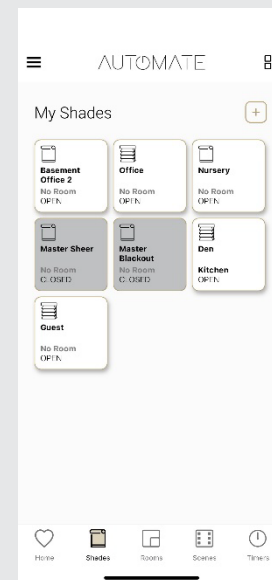 AUTOMATE
My Shades
+
Basement
Office 2
No Room
OPEN
Office
No Room
OPEN
Nursery
No Room
OPEN
Master Sheer
No Room
CLOSED
Master
Blackout
No Room
CLOSED
Den
Kitchen
OPEN
Guest
No Room
OPEN
Home
Shades
Rooms
Scenes
Timers